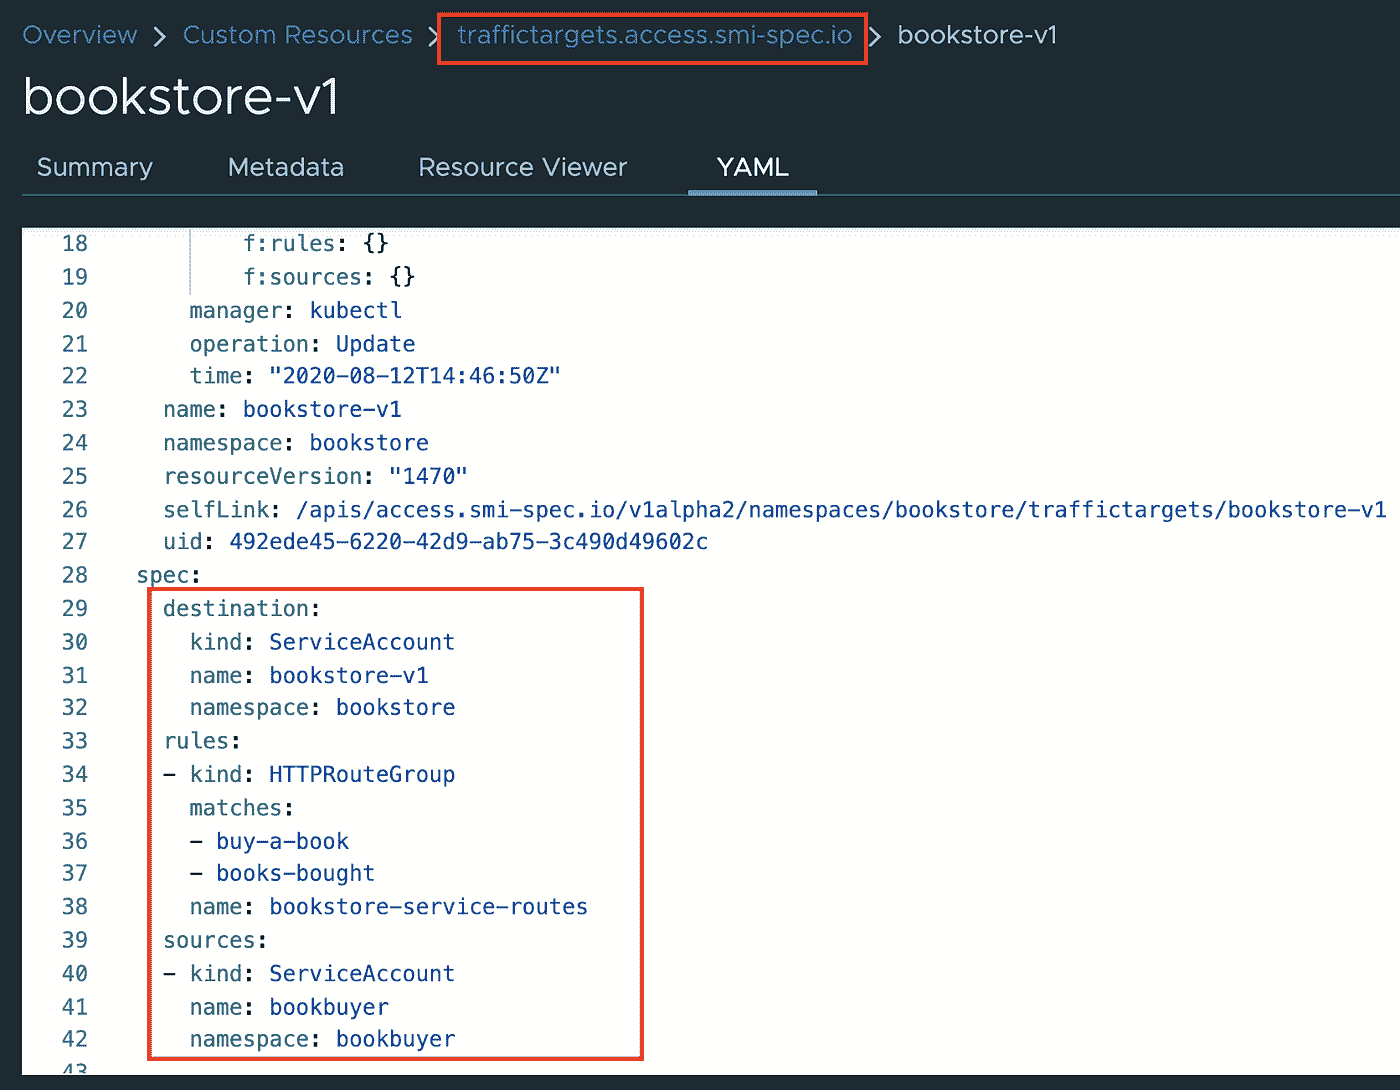 Overview > Custom Resources > traffictargets.access.smi-spec.io > bookstore-v1
bookstore-v1
Summary Metadata Resource Viewer YAML
18 f:rules: {}
19 f:sources: {}
20 manager: kubectl
21 operation: Update
22 time: "2020-08-12T14:46:50Z"
23 name: bookstore-v1
24 namespace: bookstore
25 resourceVersion: "1470"
26 selfLink: /apis/access.smi-spec.io/v1alpha2/namespaces/bookstore/traffictargets/bookstore-v1
27 uid: 492ede45-6220-42d9-ab75-3c490d49602c
28 spec:
29 destination:
30 kind: ServiceAccount
31 name: bookstore-v1
32 namespace: bookstore
33 rules:
34 - kind: HTTPRouteGroup
35 matches:
36 - buy-a-book
37 - books-bought
38 name: bookstore-service-routes
39 sources:
40 - kind: ServiceAccount
41 name: bookbuyer
42 namespace: bookbuyer
43